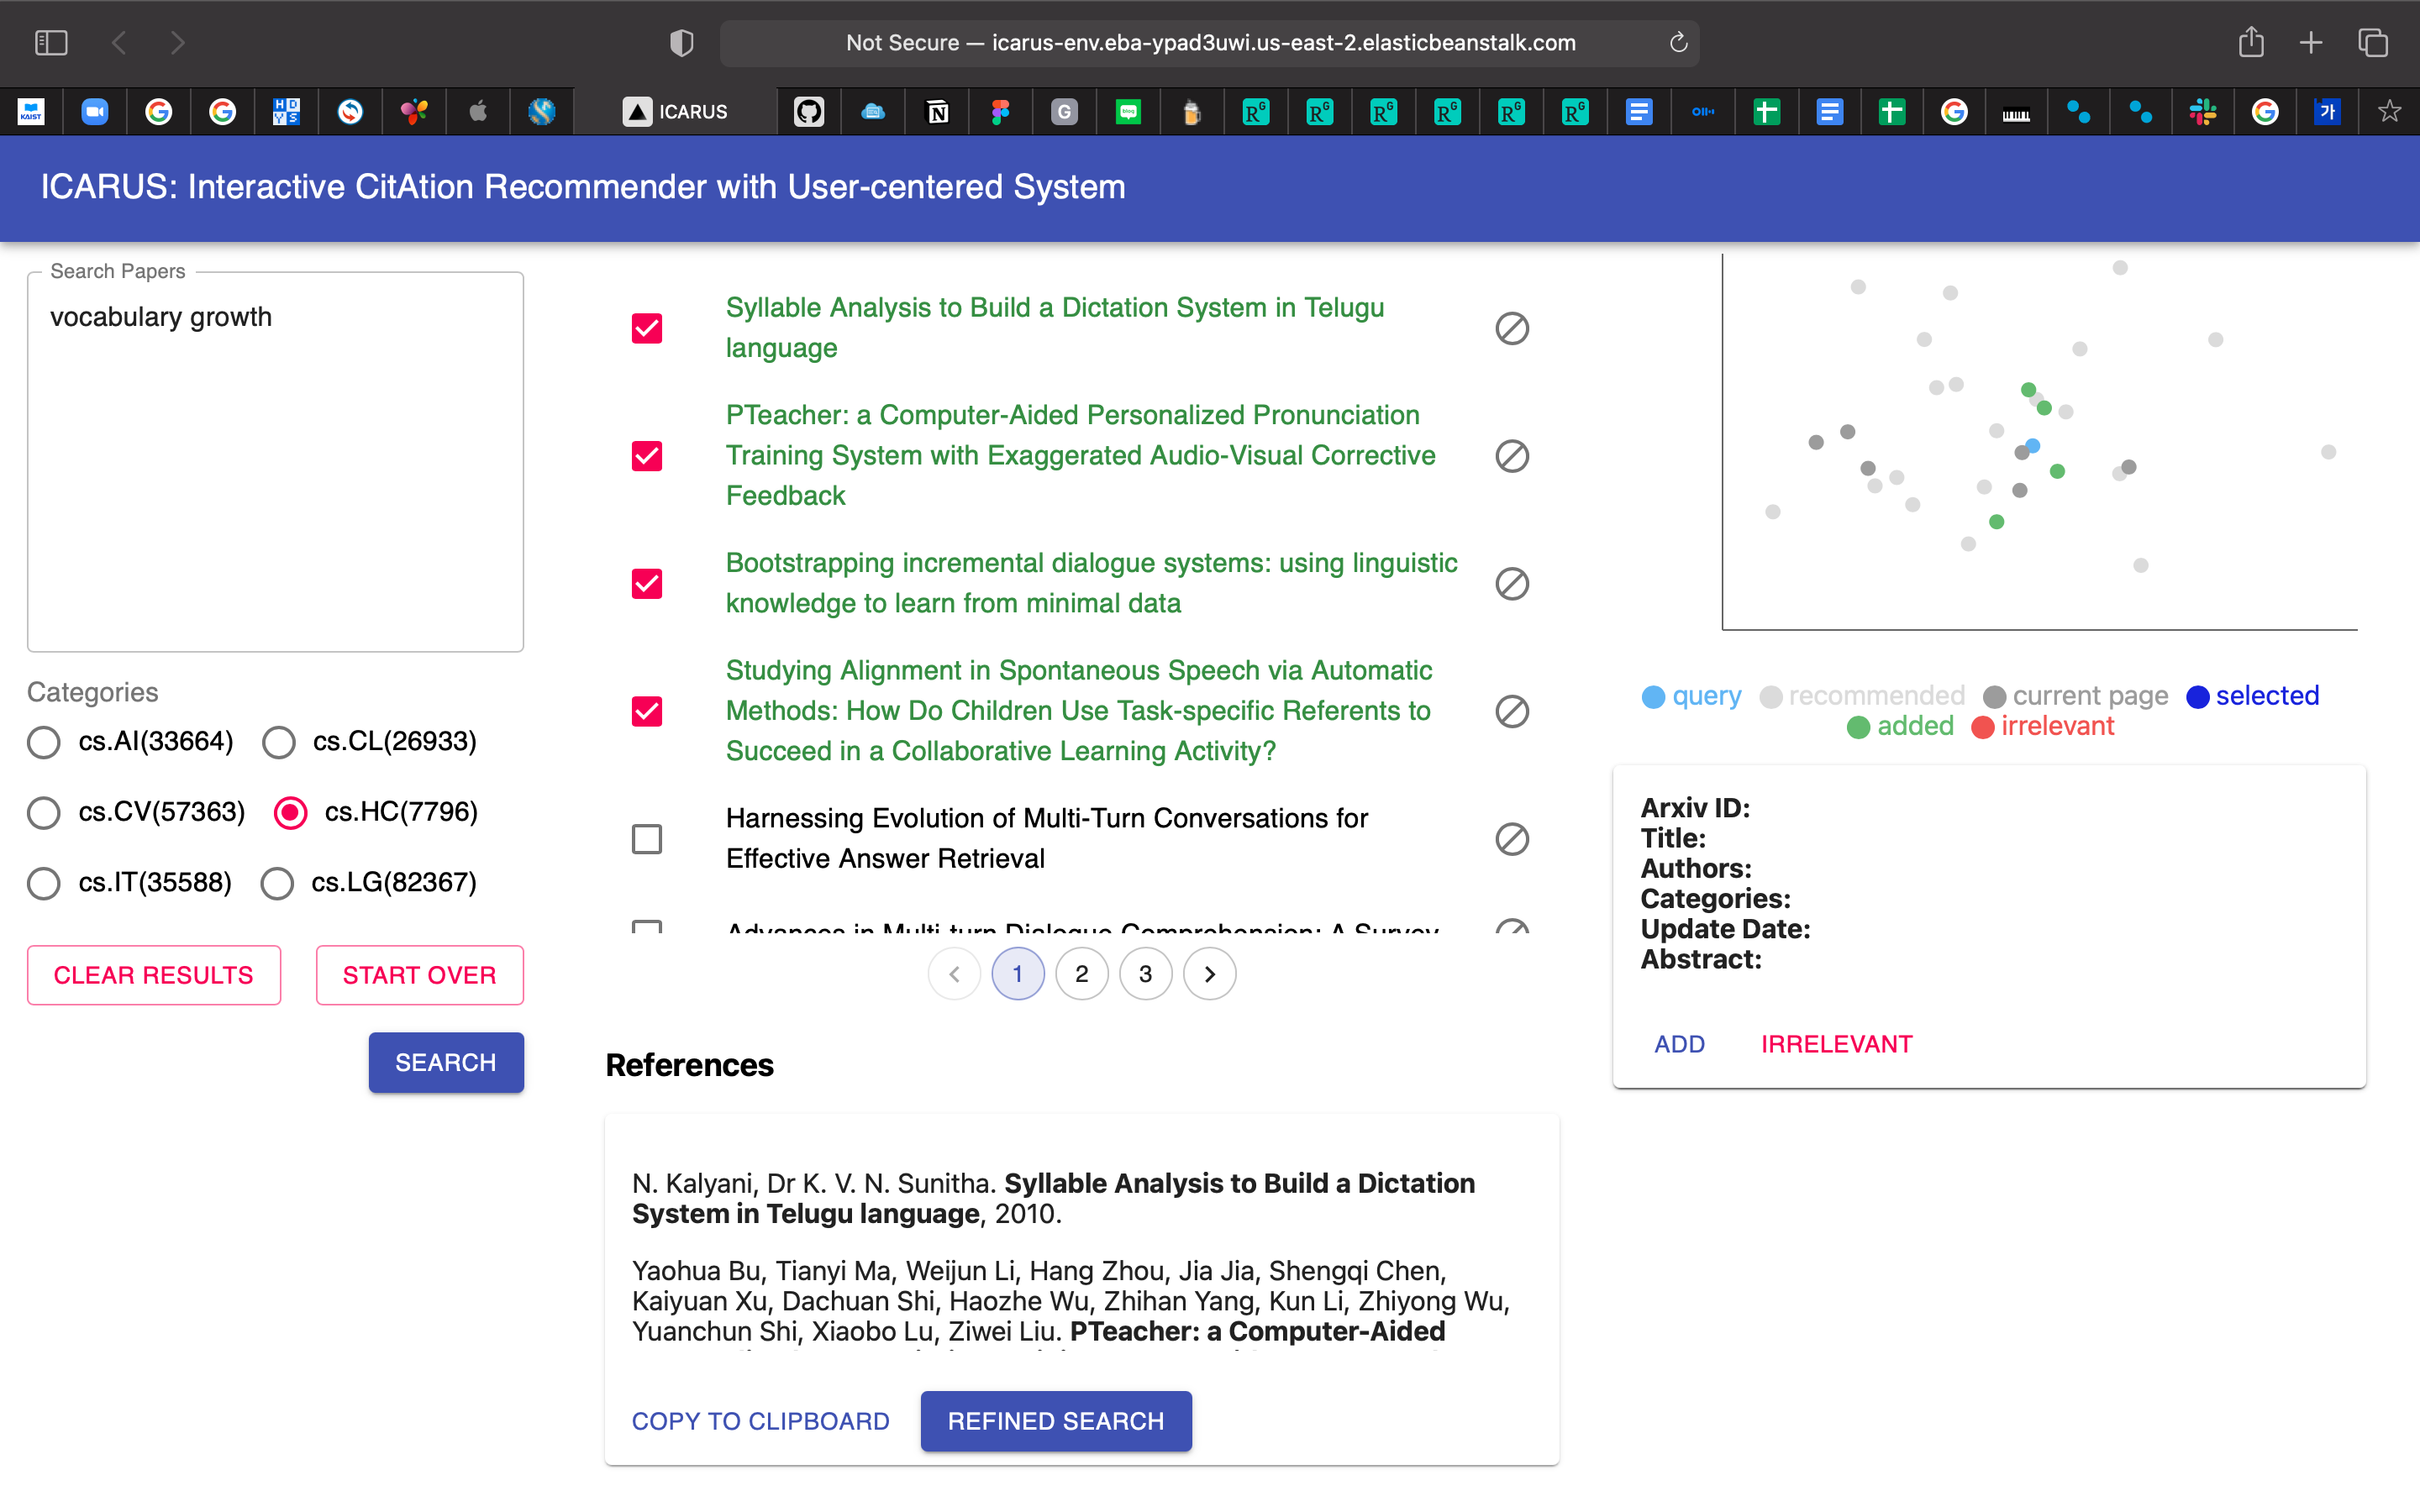 Not Secure — icarus-env.eba-ypad3uwi.us-east-2.elasticbeanstalk.com
ICARUS
ICARUS: Interactive CitAtion Recommender with User-centered System
Search Papers
vocabulary growth
Categories
cs.AI(33664) cs.CL(26933)
cs.CV(57363) cs.HC(7796)
cs.IT(35588) cs.LG(82367)
CLEAR RESULTS START OVER
SEARCH
Syllable Analysis to Build a Dictation System in Telugu
language
PTeacher: a Computer-Aided Personalized Pronunciation
Training System with Exaggerated Audio-Visual Corrective
Feedback
Bootstrapping incremental dialogue systems: using linguistic
knowledge to learn from minimal data
Studying Alignment in Spontaneous Speech via Automatic
Methods: How Do Children Use Task-specific Referents to
Succeed in a Collaborative Learning Activity?
Harnessing Evolution of Multi-Turn Conversations for
Effective Answer Retrieval
Advances in Multi-turn Dialogue Comprehension: A Survey
1 2 3
References
N. Kalyani, Dr K. V. N. Sunitha. Syllable Analysis to Build a Dictation
System in Telugu language, 2010.
Yaohua Bu, Tianyi Ma, Weijun Li, Hang Zhou, Jia Jia, Shengqi Chen,
Kaiyuan Xu, Dachuan Shi, Haozhe Wu, Zhihan Yang, Kun Li, Zhiyong Wu,
Yuanchun Shi, Xiaobo Lu, Ziwei Liu. PTeacher: a Computer-Aided
COPY TO CLIPBOARD REFINED SEARCH
query recommended current page selected
added irrelevant
Arxiv ID:
Title:
Authors:
Categories:
Update Date:
Abstract:
ADD IRRELEVANT